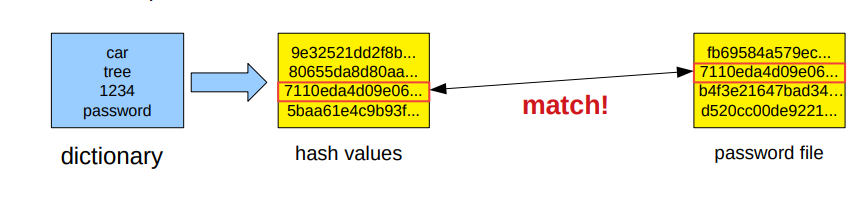 car
tree
1234
password
dictionary
9e32521dd2f8b...
80655da8d80aa...
7110eda4d09e06...
5baa61e4c9b93f...
hash values
match!
fb69584a579ec...
7110eda4d09e06...
b4f3e21647bad34...
d520cc00de9221...
password file